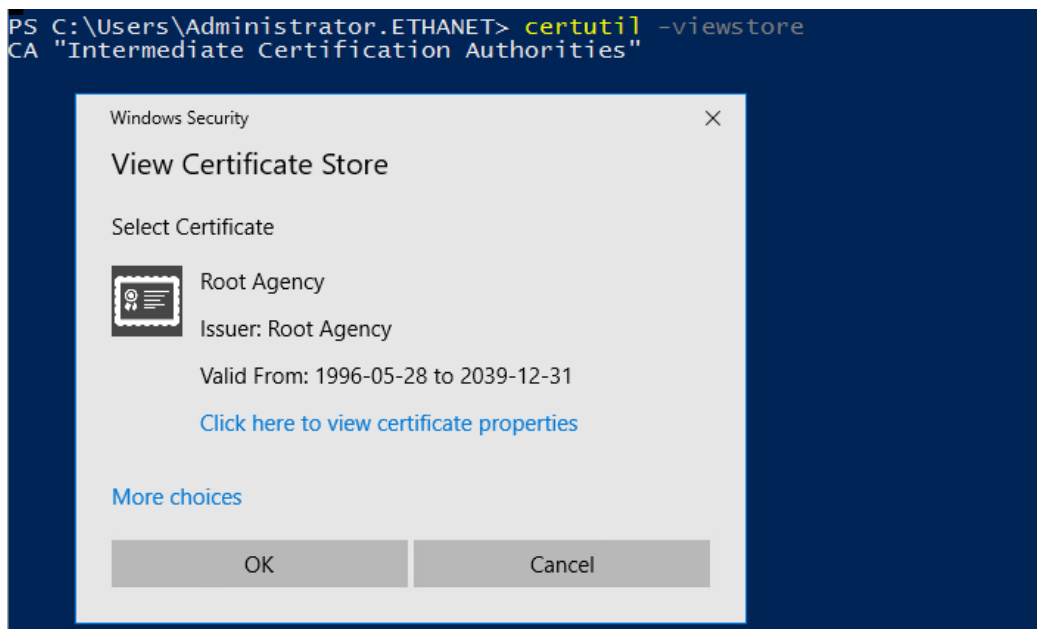 PS C:\Users\Administrator.ETHANET> certutil -viewstore
CA "Intermediate Certification Authorities"
Windows Security
View Certificate Store
Select Certificate
Root Agency
Issuer: Root Agency
Valid From: 1996-05-28 to 2039-12-31
Click here to view certificate properties
More choices
OK Cancel